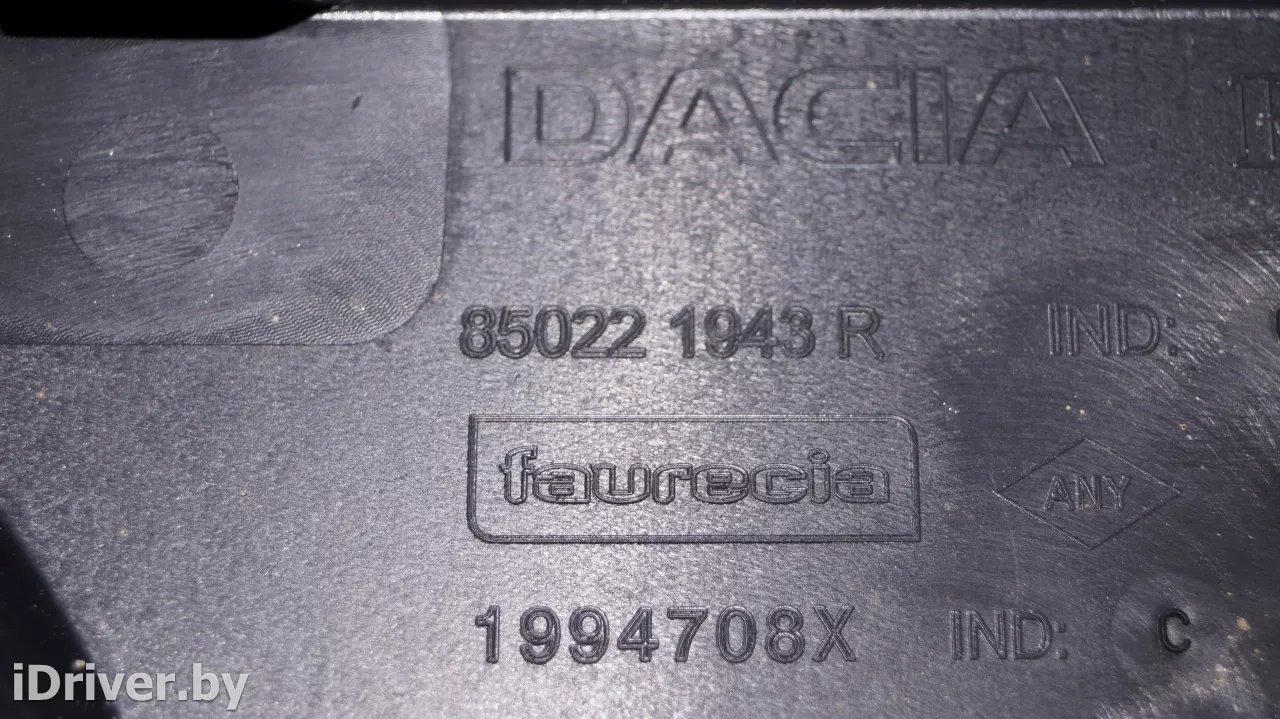 DACIA
85022 1943 R IND:
faurecia
ANY
1994708X IND: C
iDriver.by